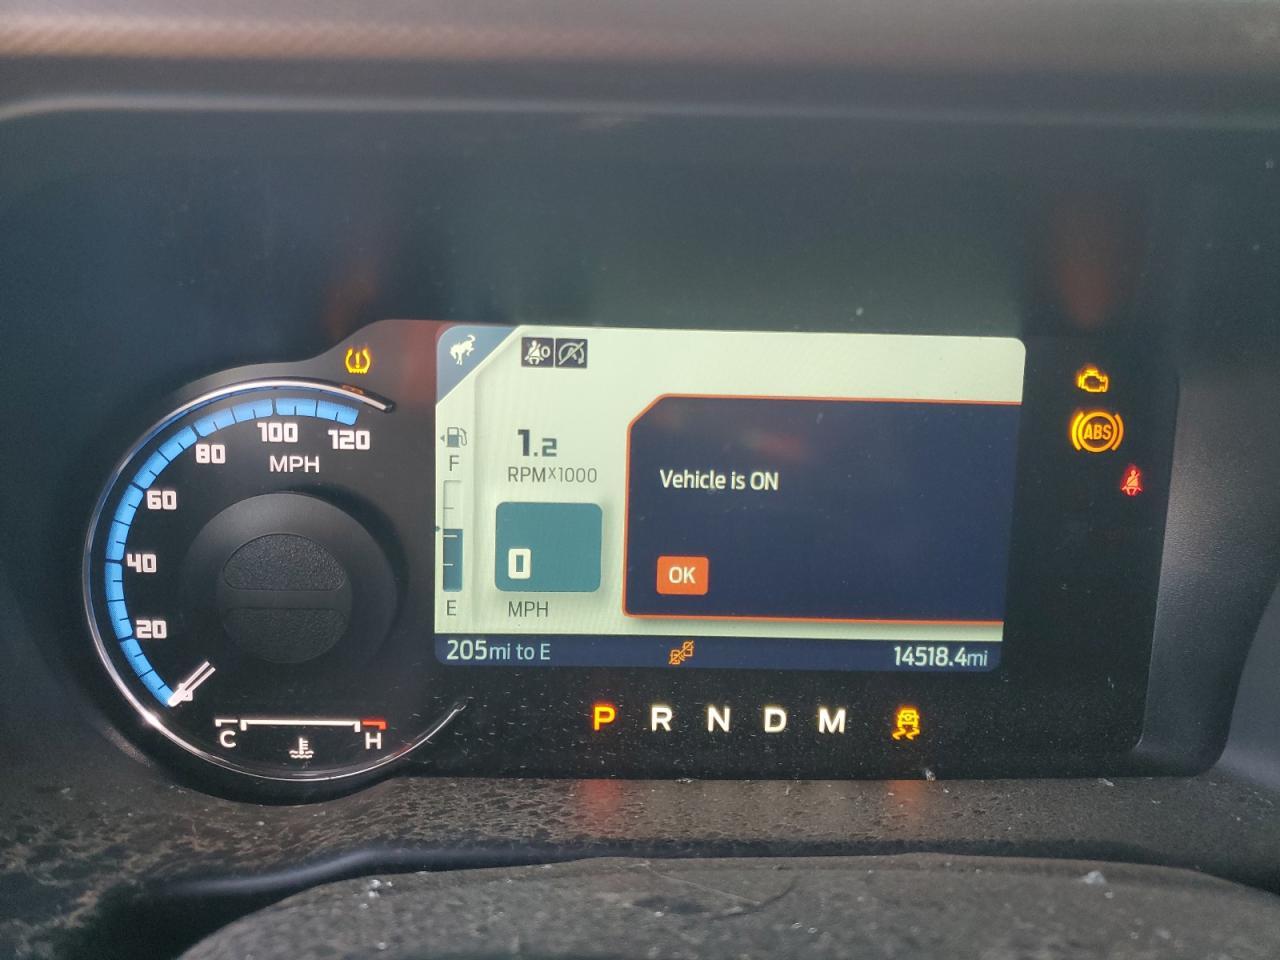 120
100
80
60
40
20
MPH
C
H
F
E
1.2
RPMx1000
0
MPH
Vehicle is ON
OK
205mi to E
14518.4mi
ABS
P R N D M